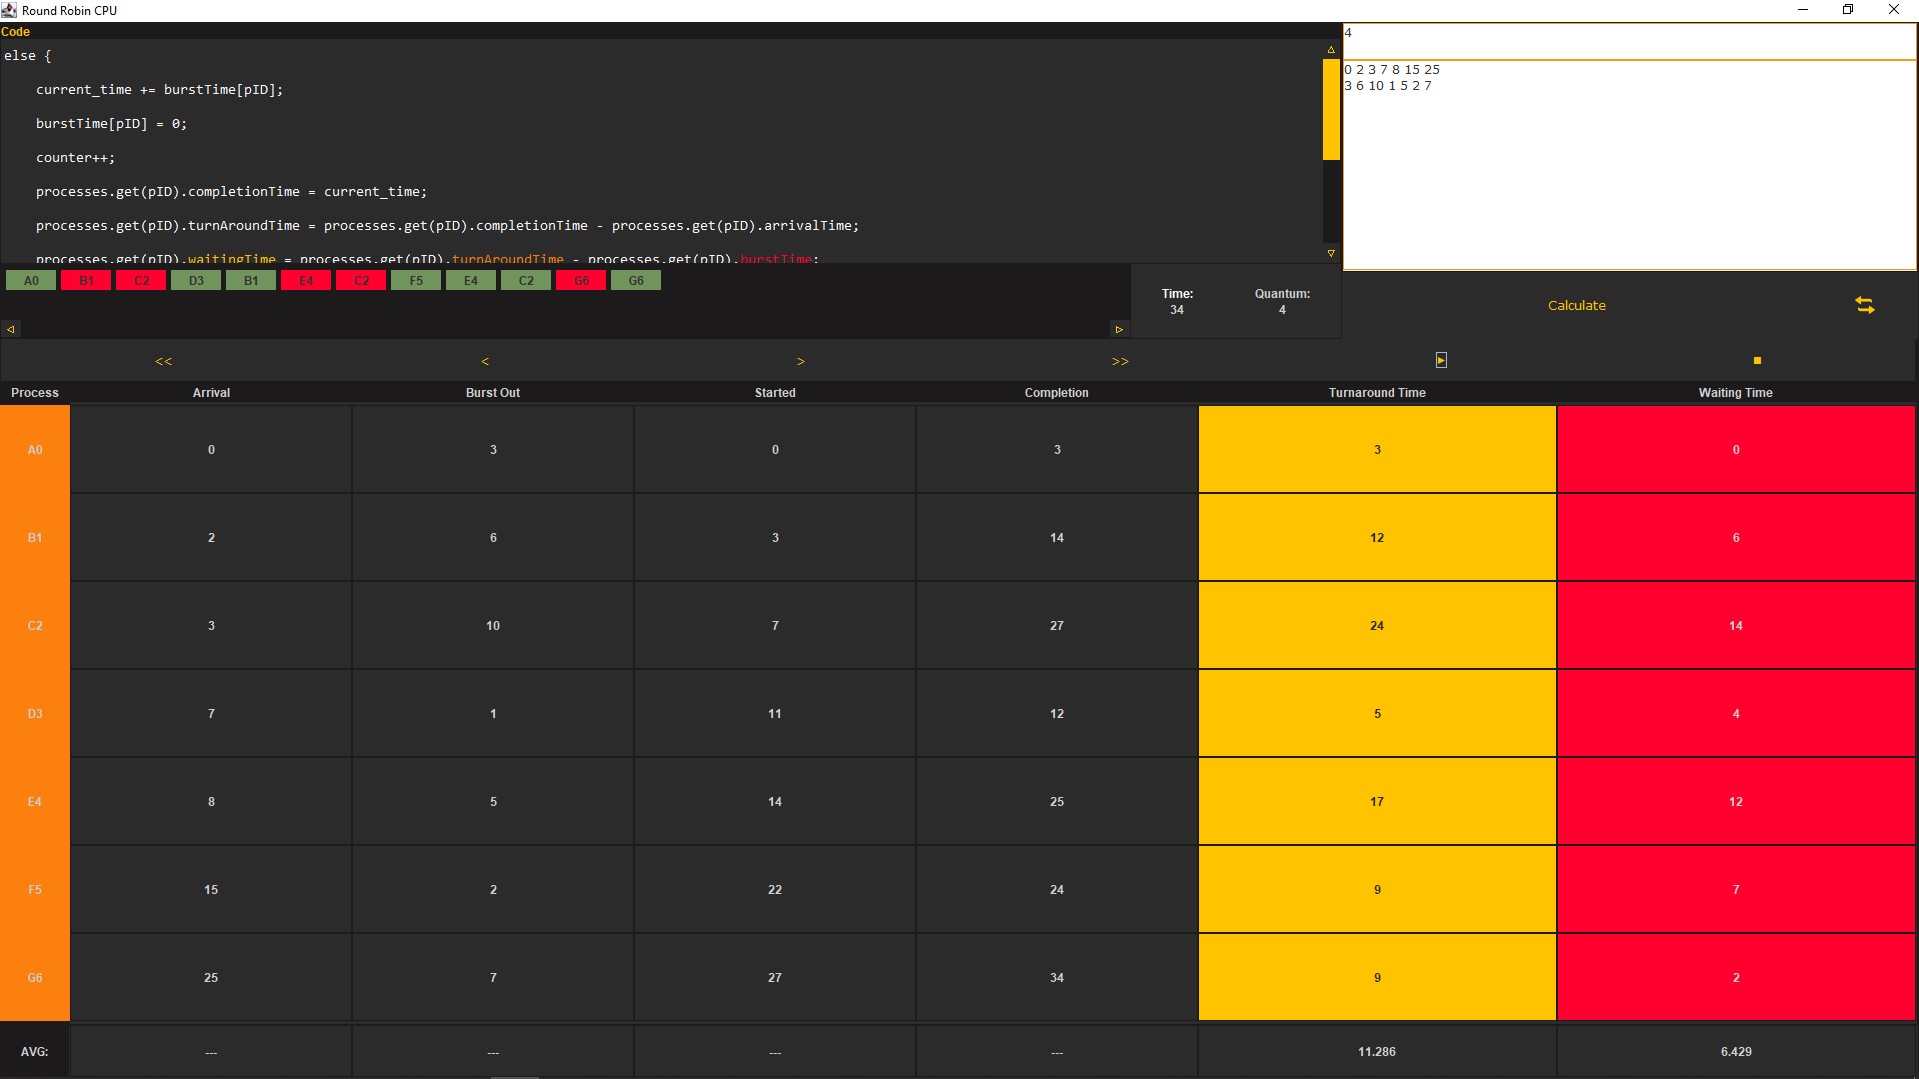 Round Robin CPU
Code
else {
current_time += burstTime[pID];
burstTime[pID] = 0;
counter++;
processes.get(pID).completionTime = current_time;
processes.get(pID).turnAroundTime = processes.get(pID).completionTime - processes.get(pID).arrivalTime;
processes.get(pID).waitingTime = processes.get(pID).turnAroundTime - processes.get(pID).burstTime;
4
0 2 3 7 8 15 25
3 6 10 1 5 2 7
A0 B1 C2 D3 B1 E4 C2 F5 E4 C2 G6 G6
Time: Quantum:
34 4
Calculate
<< < > >>
Process Arrival Burst Out Started Completion Turnaround Time Waiting Time
A0 0 3 0 3 3 0
B1 2 6 3 14 12 6
C2 3 10 7 27 24 14
D3 7 1 11 12 5 4
E4 8 5 14 25 17 12
F5 15 2 22 24 9 7
G6 25 7 27 34 9 2
AVG: --- --- --- --- 11.286 6.429